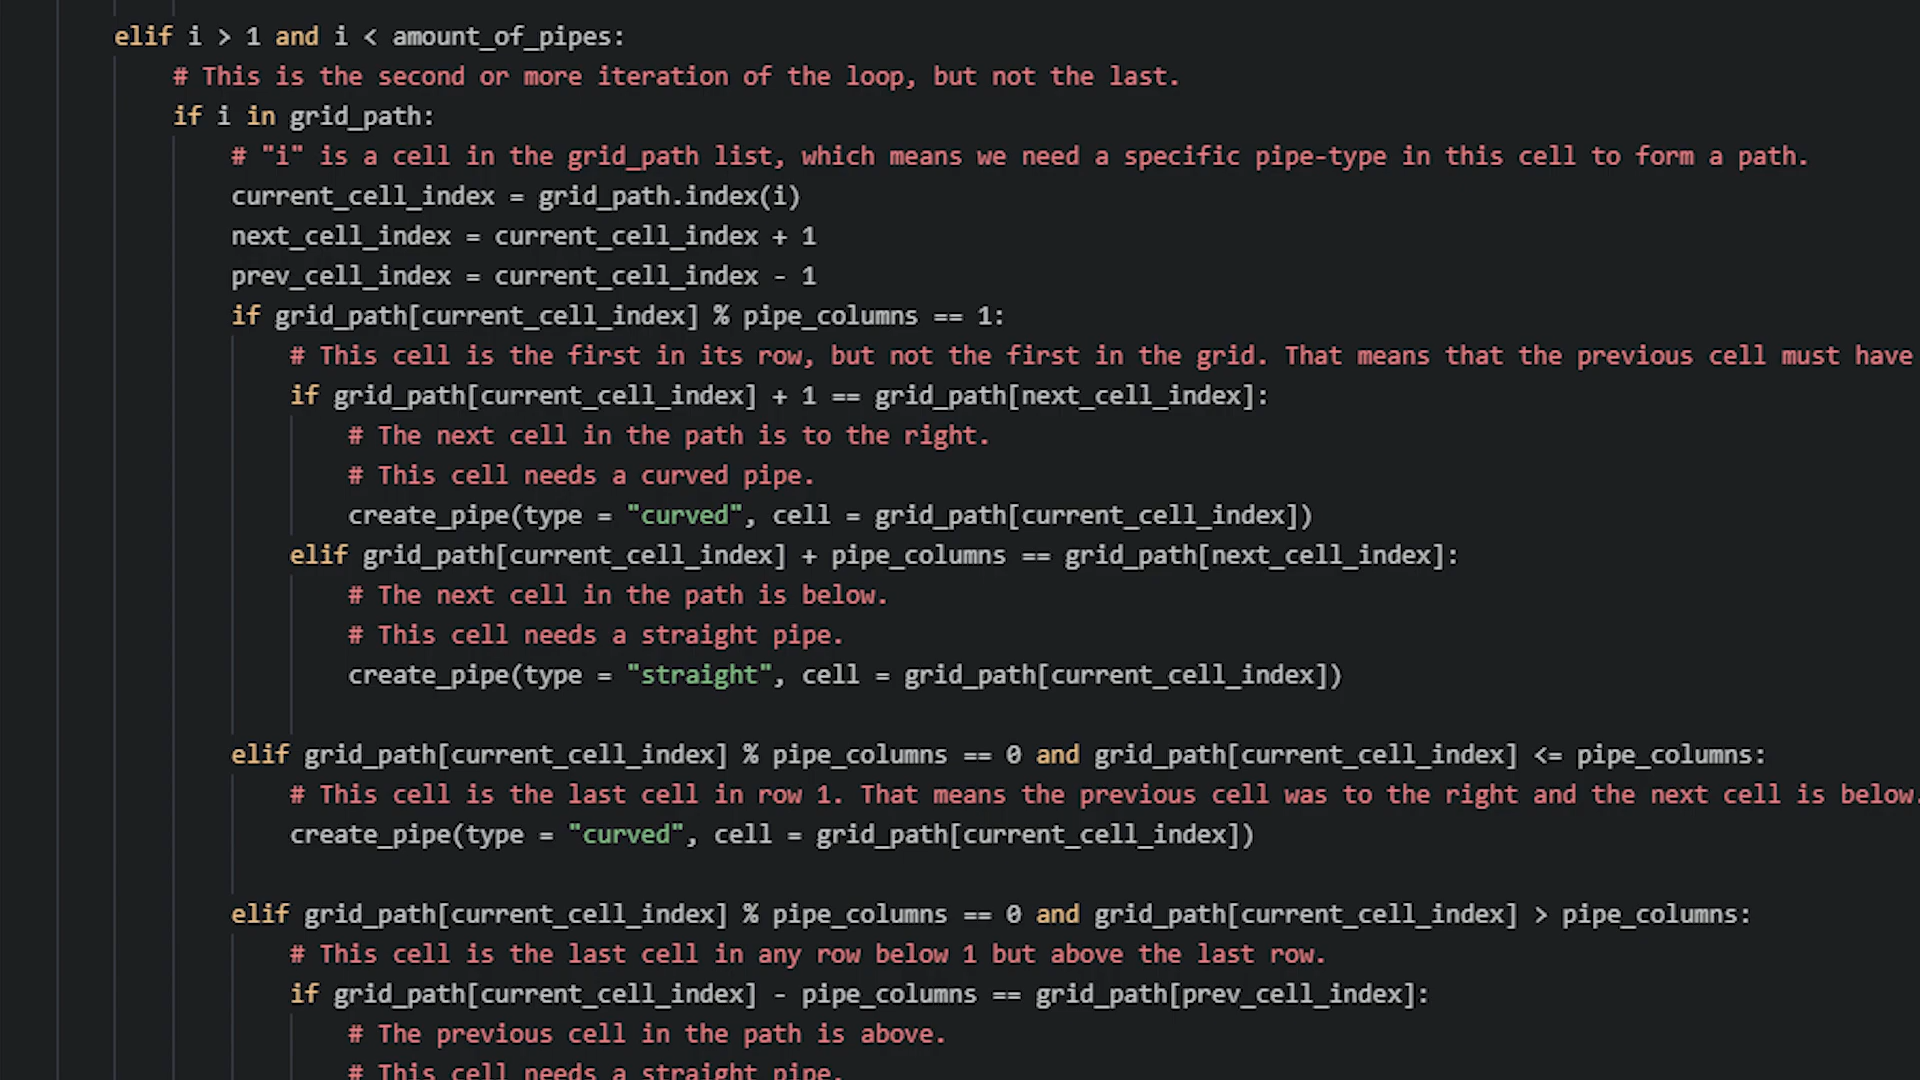 elif i > 1 and i < amount_of_pipes:
# This is the second or more iteration of the loop, but not the last.
if i in grid_path:
# "i" is a cell in the grid_path list, which means we need a specific pipe-type in this cell to form a path.
current_cell_index = grid_path.index(i)
next_cell_index = current_cell_index + 1
prev_cell_index = current_cell_index - 1
if grid_path[current_cell_index] % pipe_columns == 1:
# This cell is the first in its row, but not the first in the grid. That means that the previous cell must have
if grid_path[current_cell_index] + 1 == grid_path[next_cell_index]:
# The next cell in the path is to the right.
# This cell needs a curved pipe.
create_pipe(type = "curved", cell = grid_path[current_cell_index])
elif grid_path[current_cell_index] + pipe_columns == grid_path[next_cell_index]:
# The next cell in the path is below.
# This cell needs a straight pipe.
create_pipe(type = "straight", cell = grid_path[current_cell_index])
elif grid_path[current_cell_index] % pipe_columns == 0 and grid_path[current_cell_index] <= pipe_columns:
# This cell is the last cell in row 1. That means the previous cell was to the right and the next cell is below.
create_pipe(type = "curved", cell = grid_path[current_cell_index])
elif grid_path[current_cell_index] % pipe_columns == 0 and grid_path[current_cell_index] > pipe_columns:
# This cell is the last cell in any row below 1 but above the last row.
if grid_path[current_cell_index] - pipe_columns == grid_path[prev_cell_index]:
# The previous cell in the path is above.
# This cell needs a straight pipe.